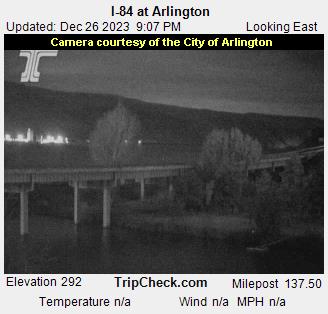 I-84 at Arlington
Updated: Dec 26 2023 9:07 PM Looking East
Camera courtesy of the City of Arlington
Elevation 292 TripCheck.com Milepost 137.50
Temperature n/a Wind n/a MPH n/a